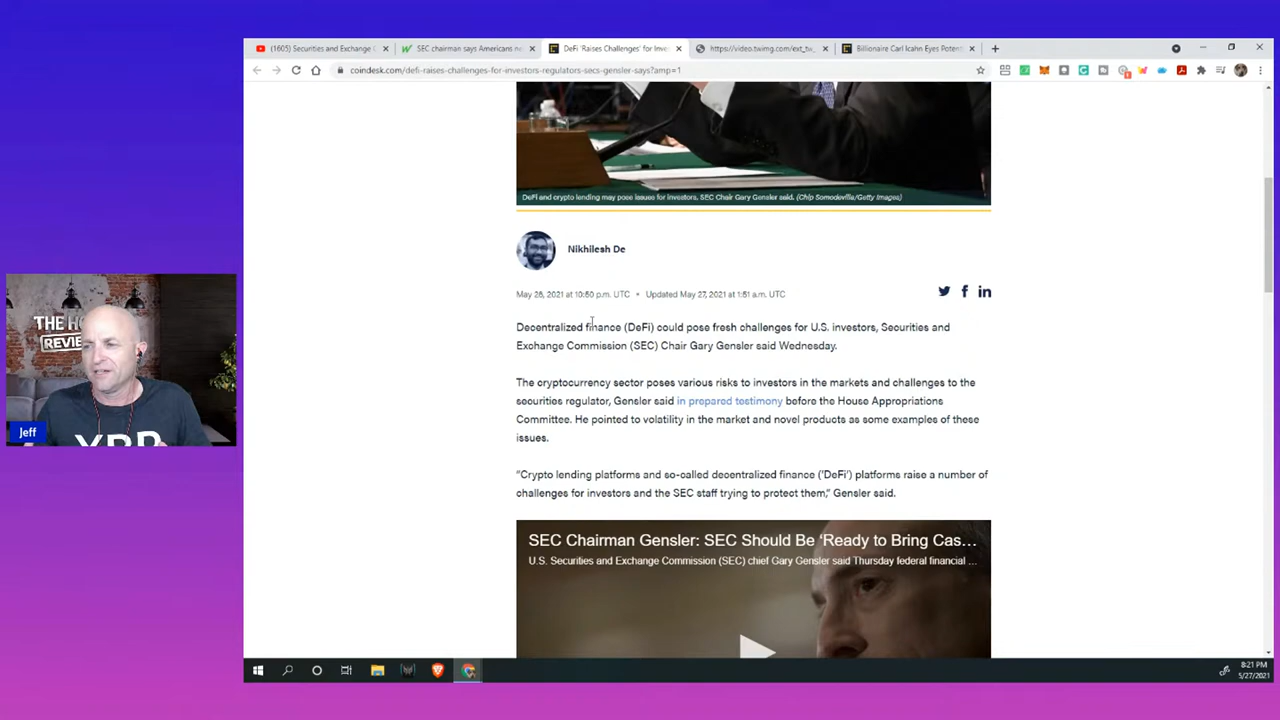 (1605) Securities and Exchange C
SEC chairman says Americans ne
DeFi 'Raises Challenges' for Inves
https://video.twimg.com/ext_tw_
Billionaire Carl Icahn Eyes Potent
coindesk.com/defi-raises-challenges-for-investors-regulators-secs-gensler-says?amp=1
DeFi and crypto lending may pose issues for investors, SEC Chair Gary Gensler said. (Chip Somodevilla/Getty Images)
Nikhilesh De
May 26, 2021 at 10:50 p.m. UTC • Updated May 27, 2021 at 1:51 a.m. UTC
Decentralized finance (DeFi) could pose fresh challenges for U.S. investors, Securities and
Exchange Commission (SEC) Chair Gary Gensler said Wednesday.
The cryptocurrency sector poses various risks to investors in the markets and challenges to the
securities regulator, Gensler said in prepared testimony before the House Appropriations
Committee. He pointed to volatility in the market and novel products as some examples of these
issues.
“Crypto lending platforms and so-called decentralized finance (‘DeFi’) platforms raise a number of
challenges for investors and the SEC staff trying to protect them,” Gensler said.
SEC Chairman Gensler: SEC Should Be ‘Ready to Bring Cas…
U.S. Securities and Exchange Commission (SEC) chief Gary Gensler said Thursday federal financial …
THE HO
REVIE
XRP
Jeff
8:21 PM
5/27/2021